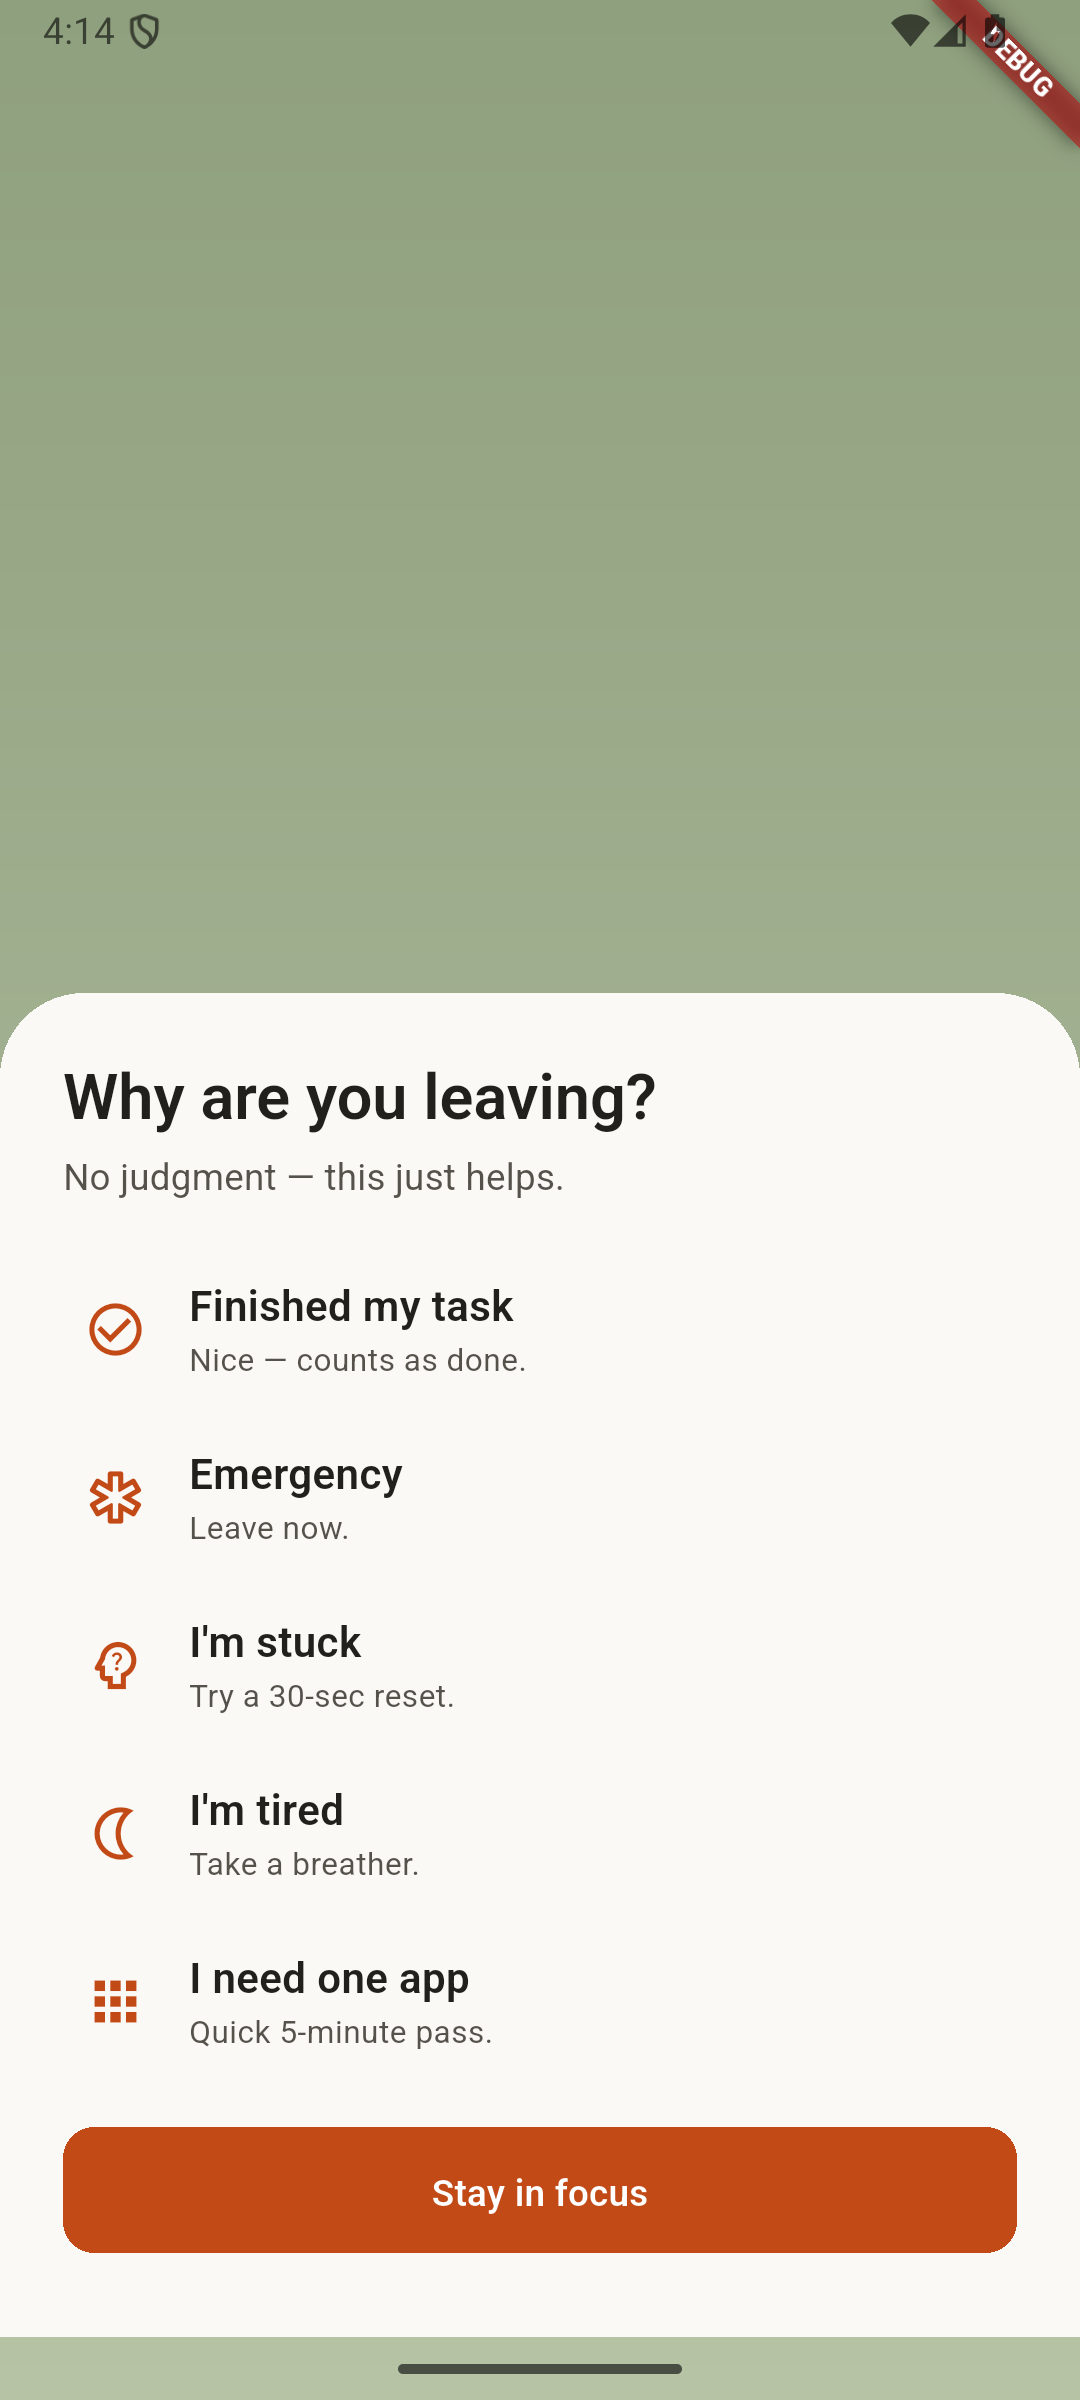 4:14
DEBUG
Why are you leaving?
No judgment — this just helps.
Finished my task
Nice — counts as done.
Emergency
Leave now.
I'm stuck
Try a 30-sec reset.
I'm tired
Take a breather.
I need one app
Quick 5-minute pass.
Stay in focus